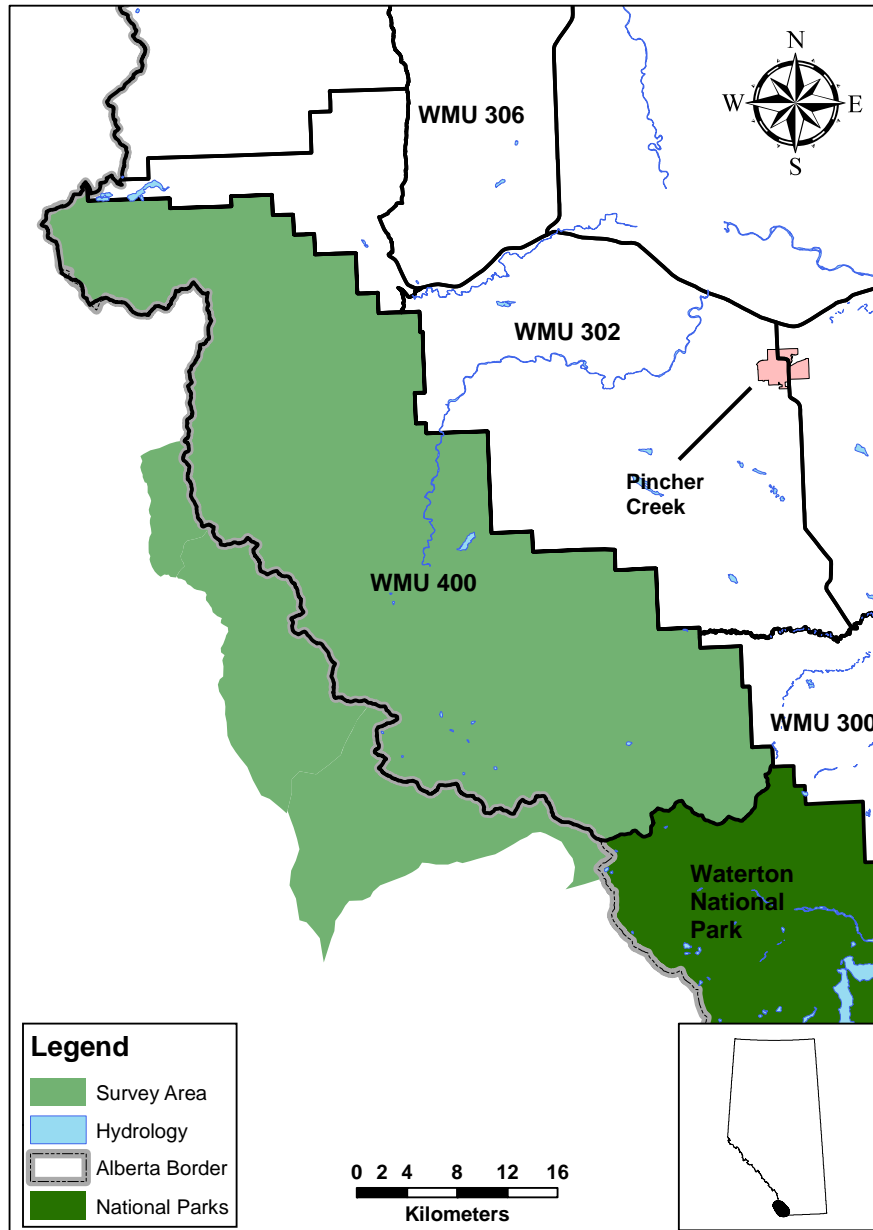 N
WMU 306
W E
S
WMU 302
Pincher
Creek
WMU 400
WMU 300
Waterton
National
Park
Legend
Survey Area
Hydrology
Alberta Border
National Parks
0 2 4 8 12 16
Kilometers